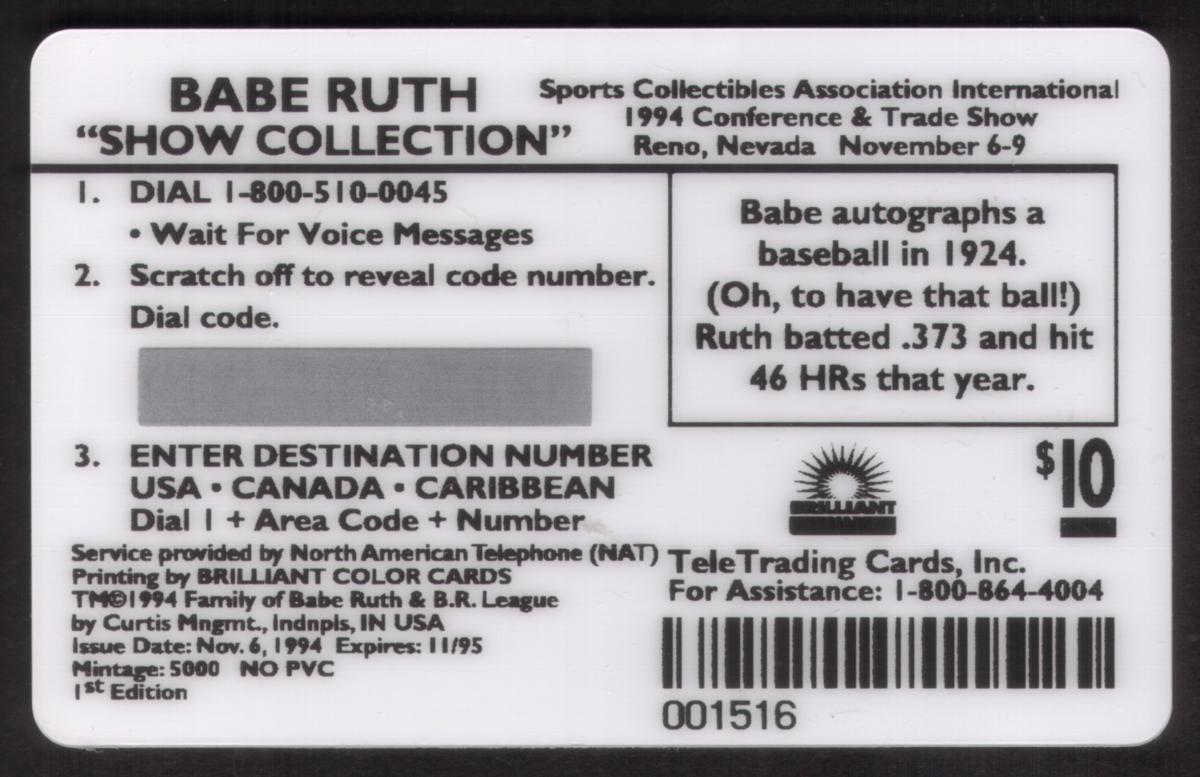 BABE RUTH
“SHOW COLLECTION”
Sports Collectibles Association International
1994 Conference & Trade Show
Reno, Nevada   November 6-9
1. DIAL 1-800-510-0045
• Wait For Voice Messages
2. Scratch off to reveal code number.
Dial code.
Babe autographs a
baseball in 1924.
(Oh, to have that ball!)
Ruth batted .373 and hit
46 HRs that year.
3. ENTER DESTINATION NUMBER
USA • CANADA • CARIBBEAN
Dial 1 + Area Code + Number
BRILLIANT
$10
Service provided by North American Telephone (NAT)
Printing by BRILLIANT COLOR CARDS
TM©1994 Family of Babe Ruth & B.R. League
by Curtis Mngmt., Indnpls, IN USA
Issue Date: Nov. 6, 1994  Expires: 11/95
Mintage: 5000   NO PVC
1st Edition
TeleTrading Cards, Inc.
For Assistance: 1-800-864-4004
001516